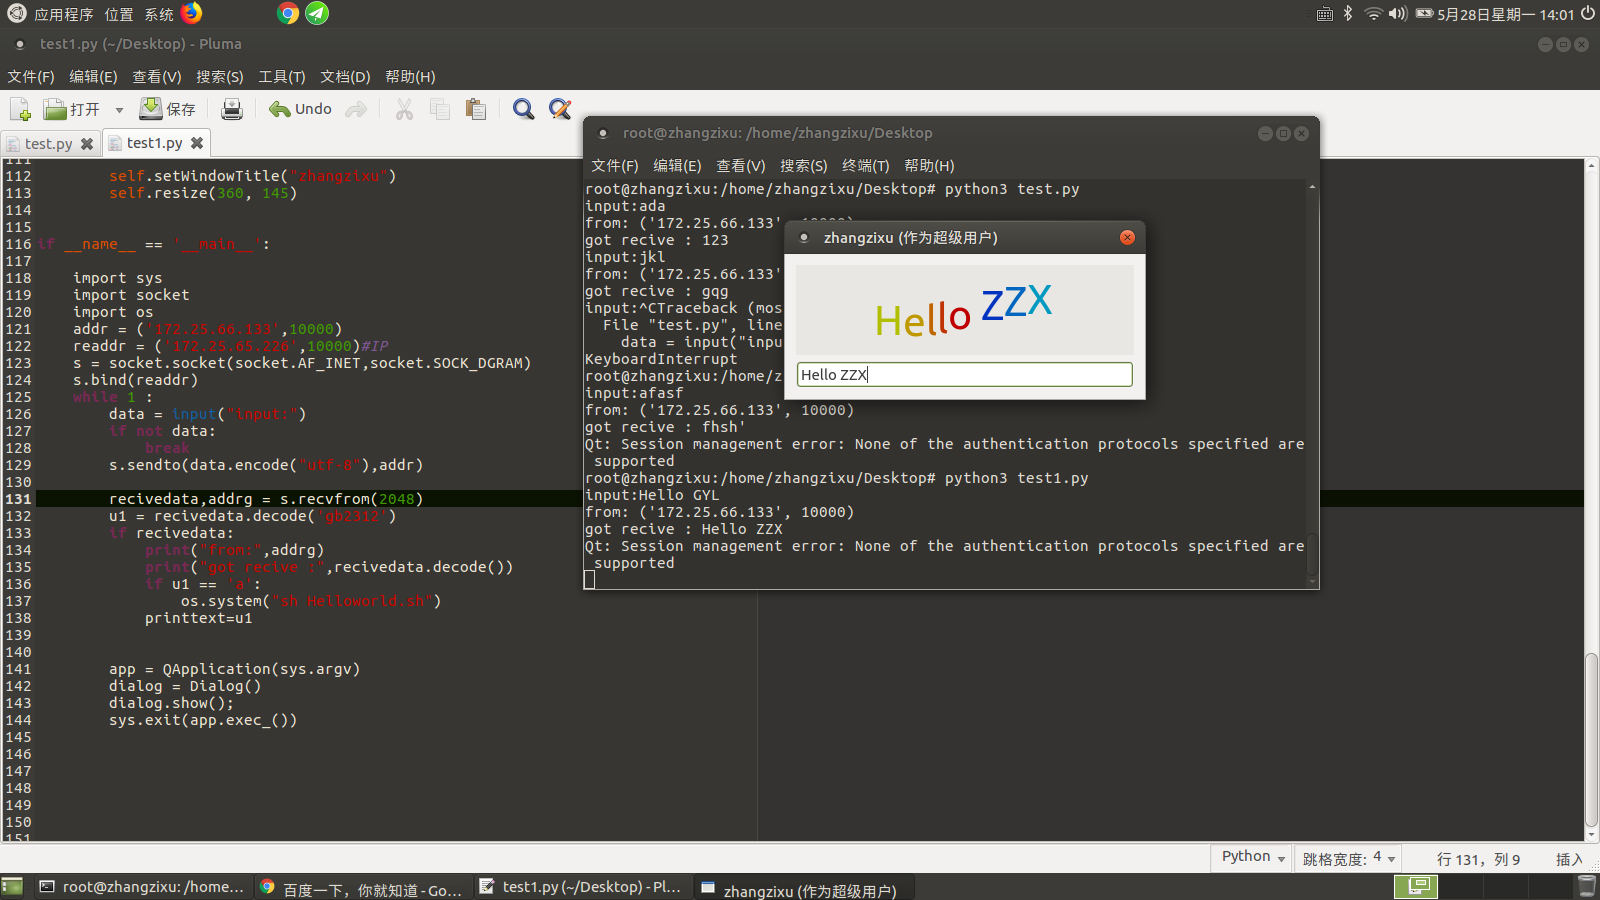 应用程序 位置 系统
5月28日星期一 14:01
test1.py (~/Desktop) - Pluma
文件(F) 编辑(E) 查看(V) 搜索(S) 工具(T) 文档(D) 帮助(H)
打开 保存 Undo
test.py test1.py
111
112 self.setWindowTitle("zhangzixu")
113 self.resize(360, 145)
114
115
116 if __name__ == '__main__':
117
118 import sys
119 import socket
120 import os
121 addr = ('172.25.66.133',10000)
122 readdr = ('172.25.65.226',10000)#IP
123 s = socket.socket(socket.AF_INET,socket.SOCK_DGRAM)
124 s.bind(readdr)
125 while 1 :
126 data = input("input:")
127 if not data:
128 break
129 s.sendto(data.encode("utf-8"),addr)
130
131 recivedata,addrg = s.recvfrom(2048)
132 u1 = recivedata.decode('gb2312')
133 if recivedata:
134 print("from:",addrg)
135 print("got recive :",recivedata.decode())
136 if u1 == 'a':
137 os.system("sh Helloworld.sh")
138 printtext=u1
139
140
141 app = QApplication(sys.argv)
142 dialog = Dialog()
143 dialog.show();
144 sys.exit(app.exec_())
145
146
147
148
149
150
151
root@zhangzixu: /home/zhangzixu/Desktop
文件(F) 编辑(E) 查看(V) 搜索(S) 终端(T) 帮助(H)
root@zhangzixu:/home/zhangzixu/Desktop# python3 test.py
input:ada
from: ('172.25.66.133', 10000)
got recive : 123
input:jkl
from: ('172.25.66.133'
got recive : gqg
input:^CTraceback (mos
File "test.py", line
data = input("inpu
KeyboardInterrupt
root@zhangzixu:/home/z
input:afasf
from: ('172.25.66.133', 10000)
got recive : fhsh'
Qt: Session management error: None of the authentication protocols specified are
supported
root@zhangzixu:/home/zhangzixu/Desktop# python3 test1.py
input:Hello GYL
from: ('172.25.66.133', 10000)
got recive : Hello ZZX
Qt: Session management error: None of the authentication protocols specified are
supported
zhangzixu (作为超级用户)
Hello ZZX
Hello ZZX
Python 跳格宽度: 4 行 131，列 9 插入
root@zhangzixu: /home... 百度一下，你就知道 - Go... test1.py (~/Desktop) - Pl... zhangzixu (作为超级用户)